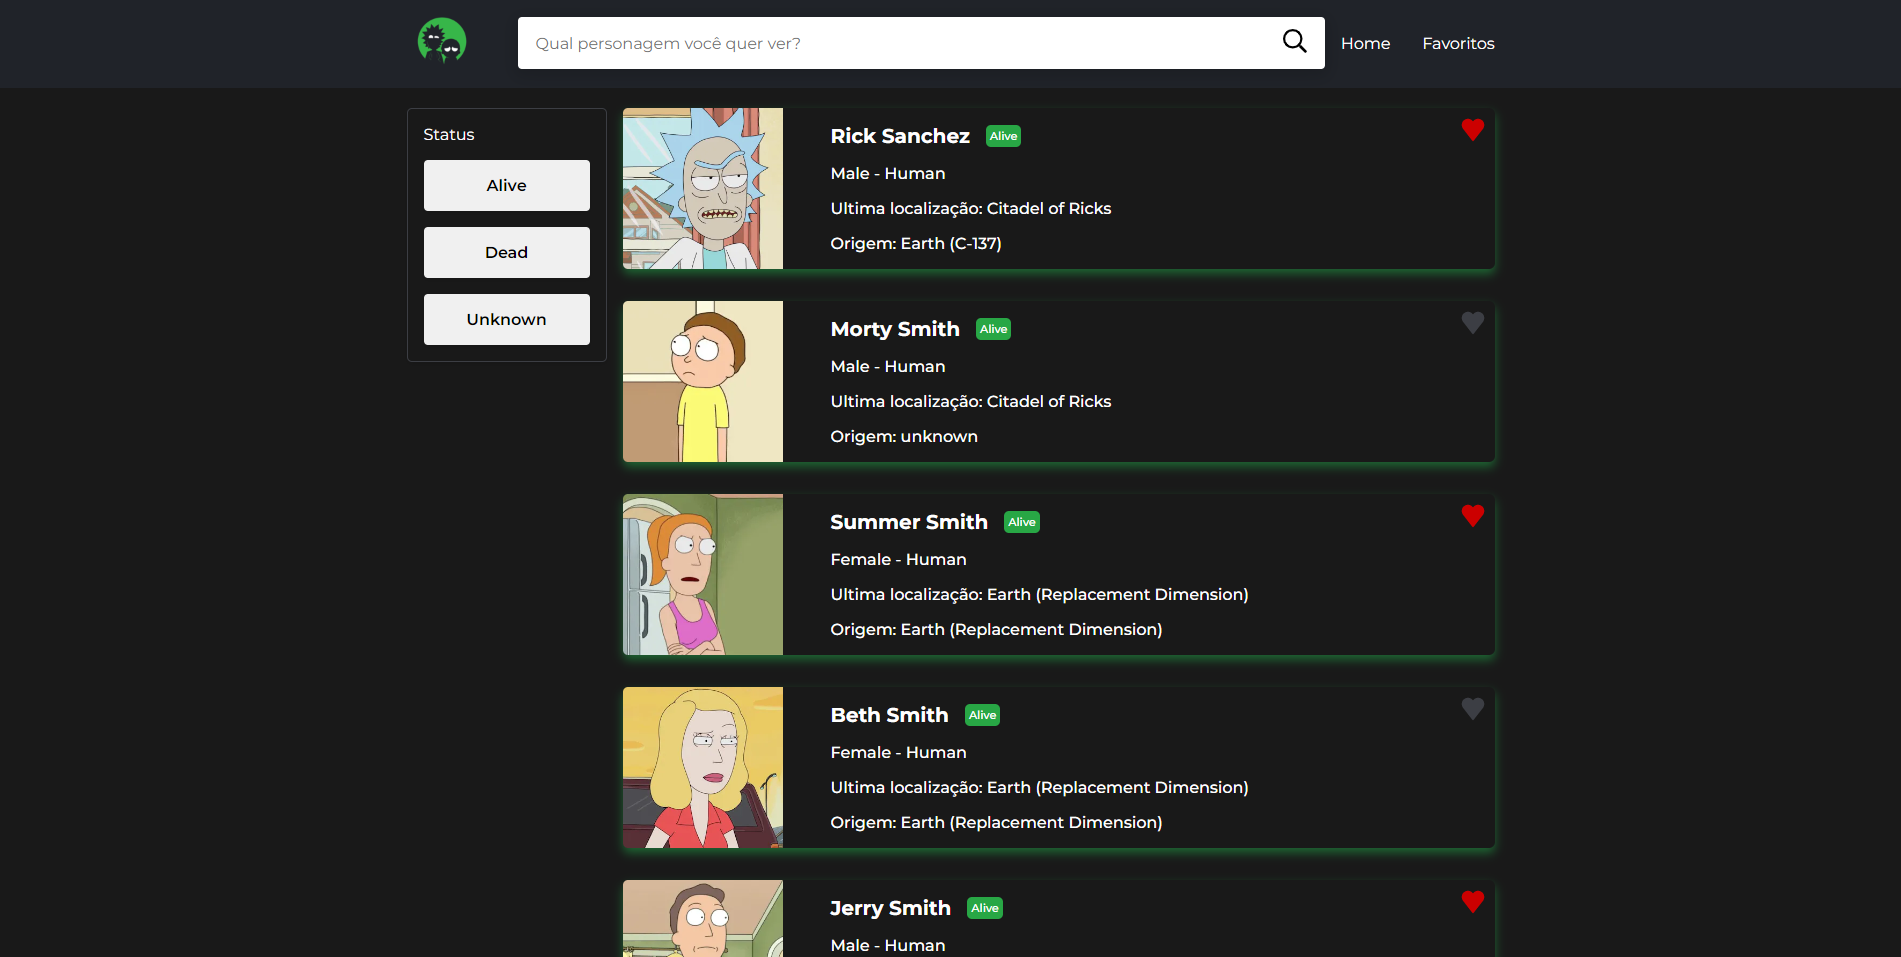 Qual personagem você quer ver?
Home
Favoritos
Status
Alive
Dead
Unknown
Rick Sanchez Alive
Male - Human
Ultima localização: Citadel of Ricks
Origem: Earth (C-137)
Morty Smith Alive
Male - Human
Ultima localização: Citadel of Ricks
Origem: unknown
Summer Smith Alive
Female - Human
Ultima localização: Earth (Replacement Dimension)
Origem: Earth (Replacement Dimension)
Beth Smith Alive
Female - Human
Ultima localização: Earth (Replacement Dimension)
Origem: Earth (Replacement Dimension)
Jerry Smith Alive
Male - Human